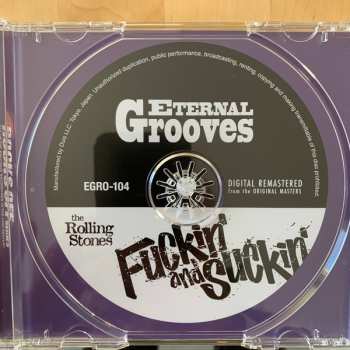 Manufactured by Duo LLC. Tokyo, Japan. Unauthorized duplication, public performance, broadcasting, renting, copying and making transmittable of this disc prohibited.
ETERNAL
GROOVES
EGRO-104
DIGITAL REMASTERED
from the ORIGINAL MASTERS
the
Rolling
Stones
Fuckin'
and Suckin'